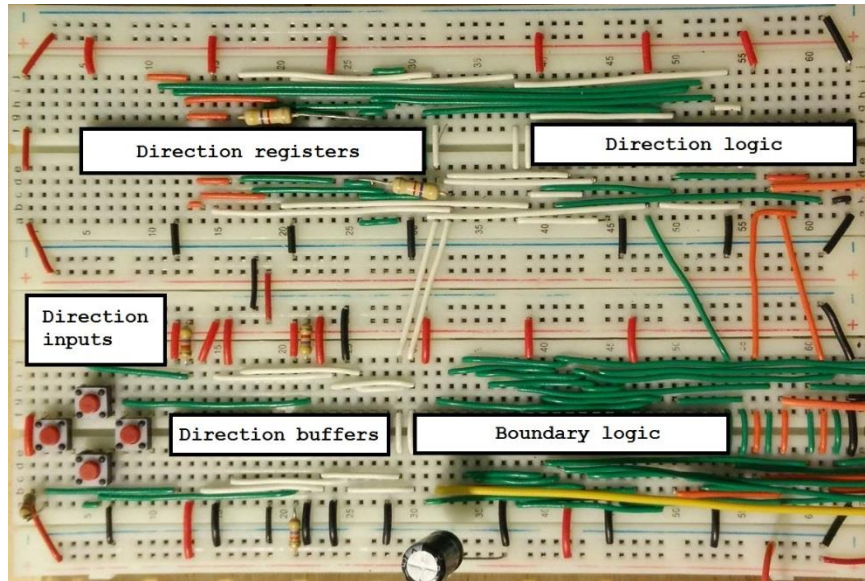 Direction registers
Direction logic
Direction
inputs
Direction buffers
Boundary logic